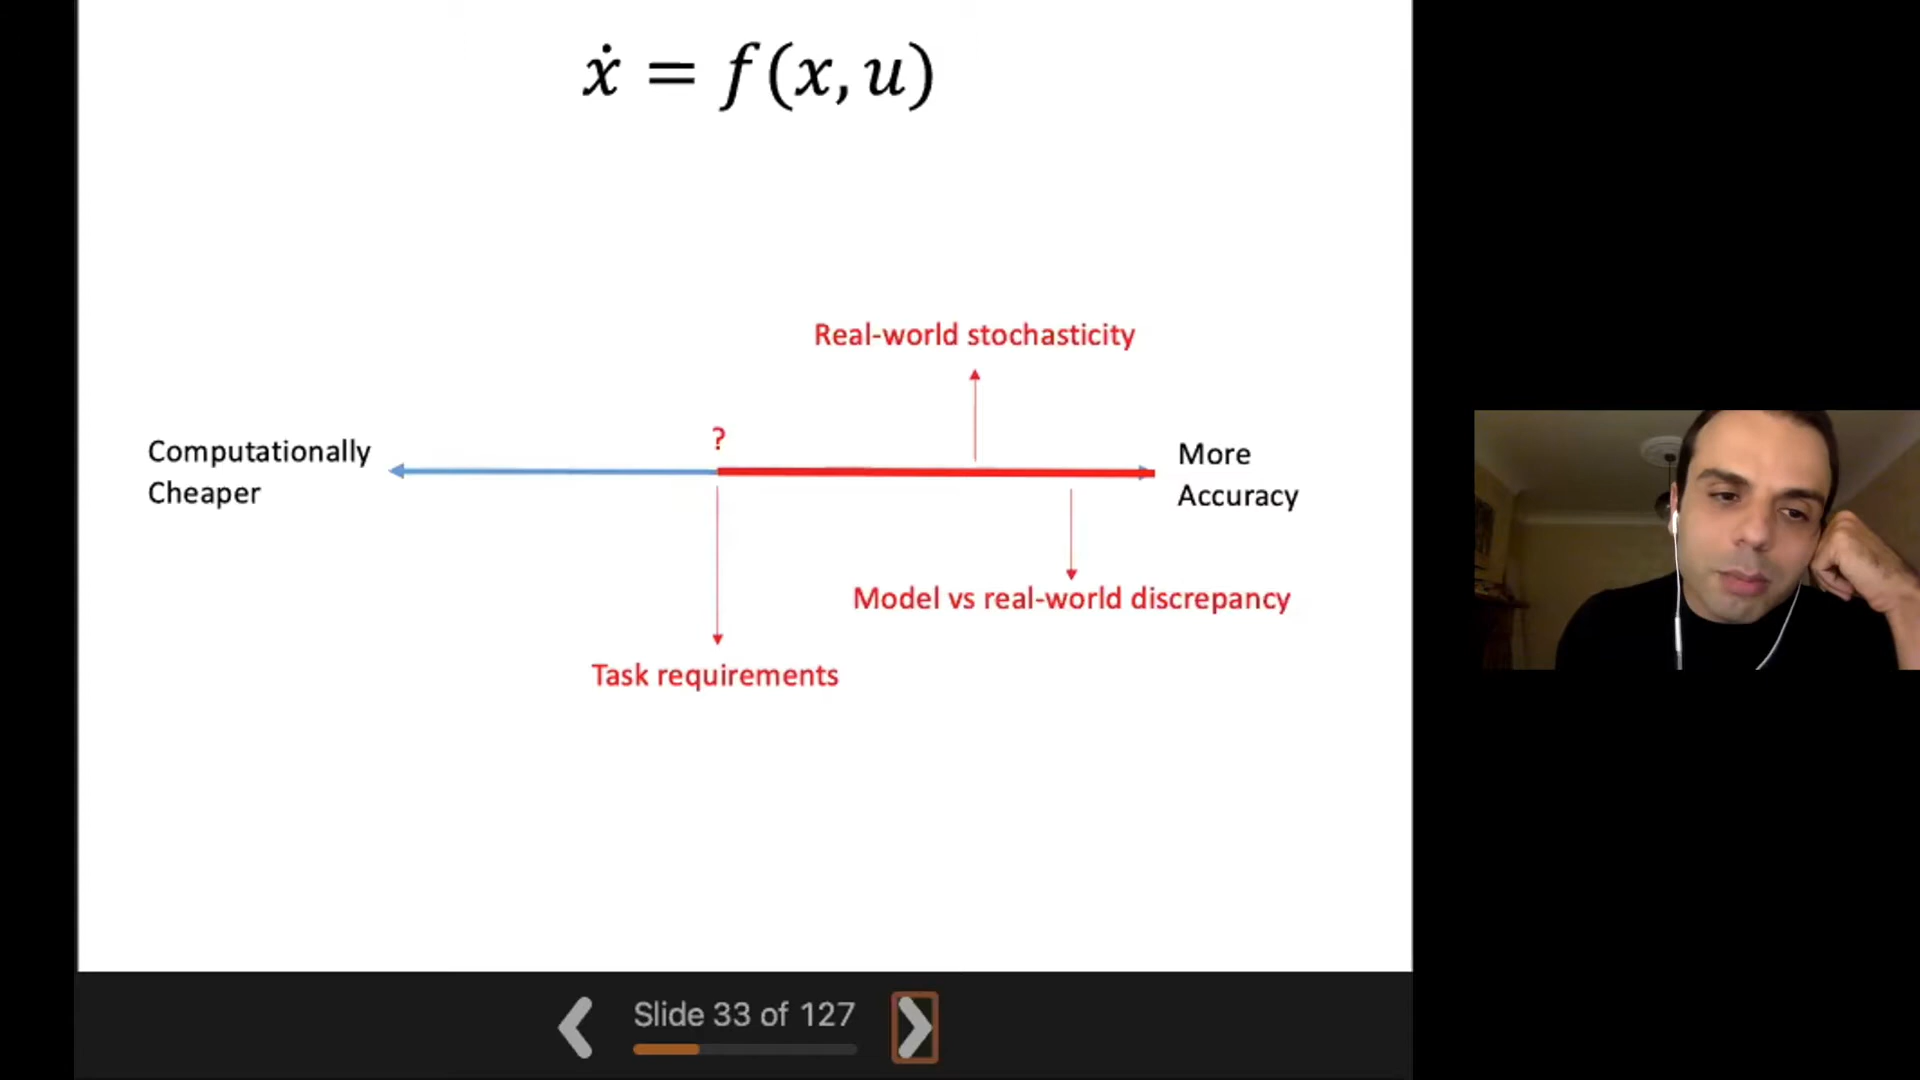 ẋ = f(x, u)
Real-world stochasticity
?
Computationally
Cheaper
More
Accuracy
Model vs real-world discrepancy
Task requirements
Slide 33 of 127